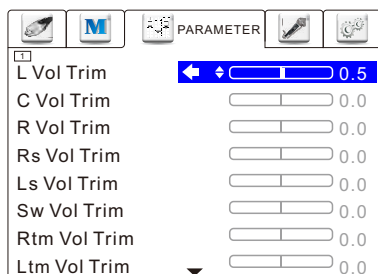 M PARAMETER
1
L Vol Trim 0.5
C Vol Trim 0.0
R Vol Trim 0.0
Rs Vol Trim 0.0
Ls Vol Trim 0.0
Sw Vol Trim 0.0
Rtm Vol Trim 0.0
Ltm Vol Trim 0.0